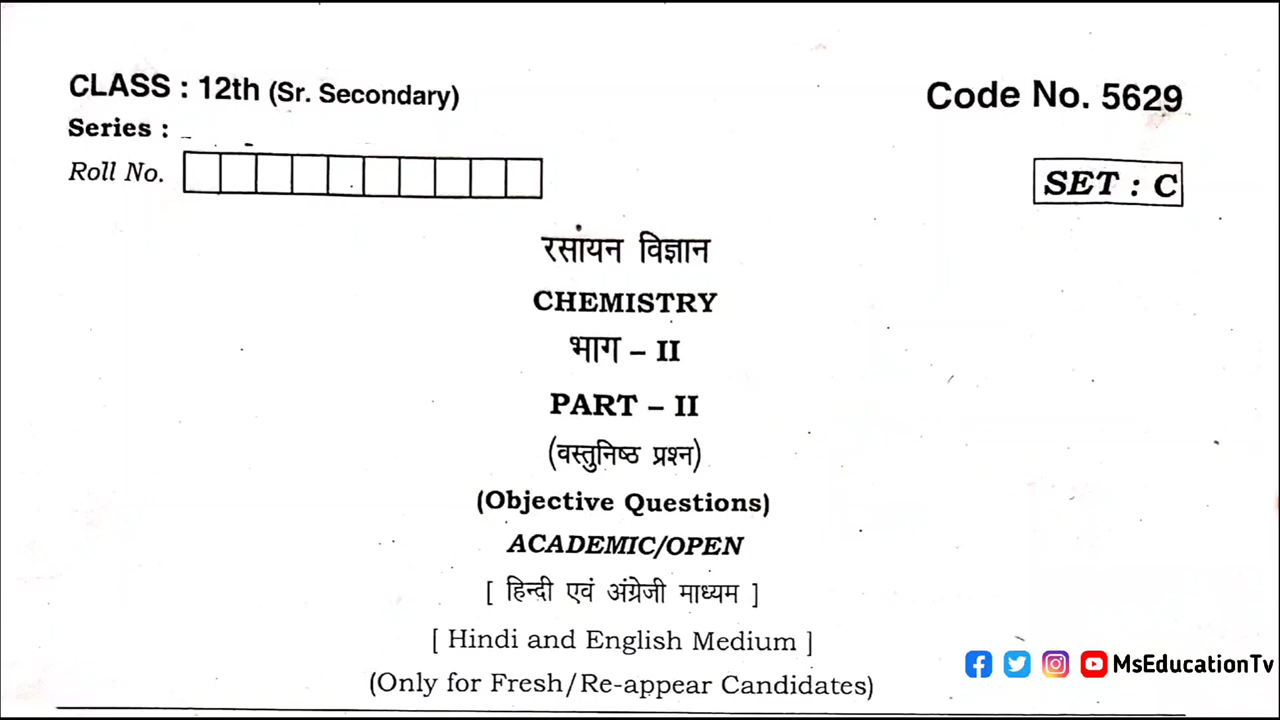 CLASS : 12th (Sr. Secondary)
Code No. 5629
Series :
Roll No.
SET : C
रसांयन विज्ञान
CHEMISTRY
भाग – II
PART – II
(वस्तुनिष्ठ प्रश्न)
(Objective Questions)
ACADEMIC/OPEN
[ हिन्दी एवं अंग्रेजी माध्यम ]
[ Hindi and English Medium ]
(Only for Fresh/Re-appear Candidates)
MsEducationTv